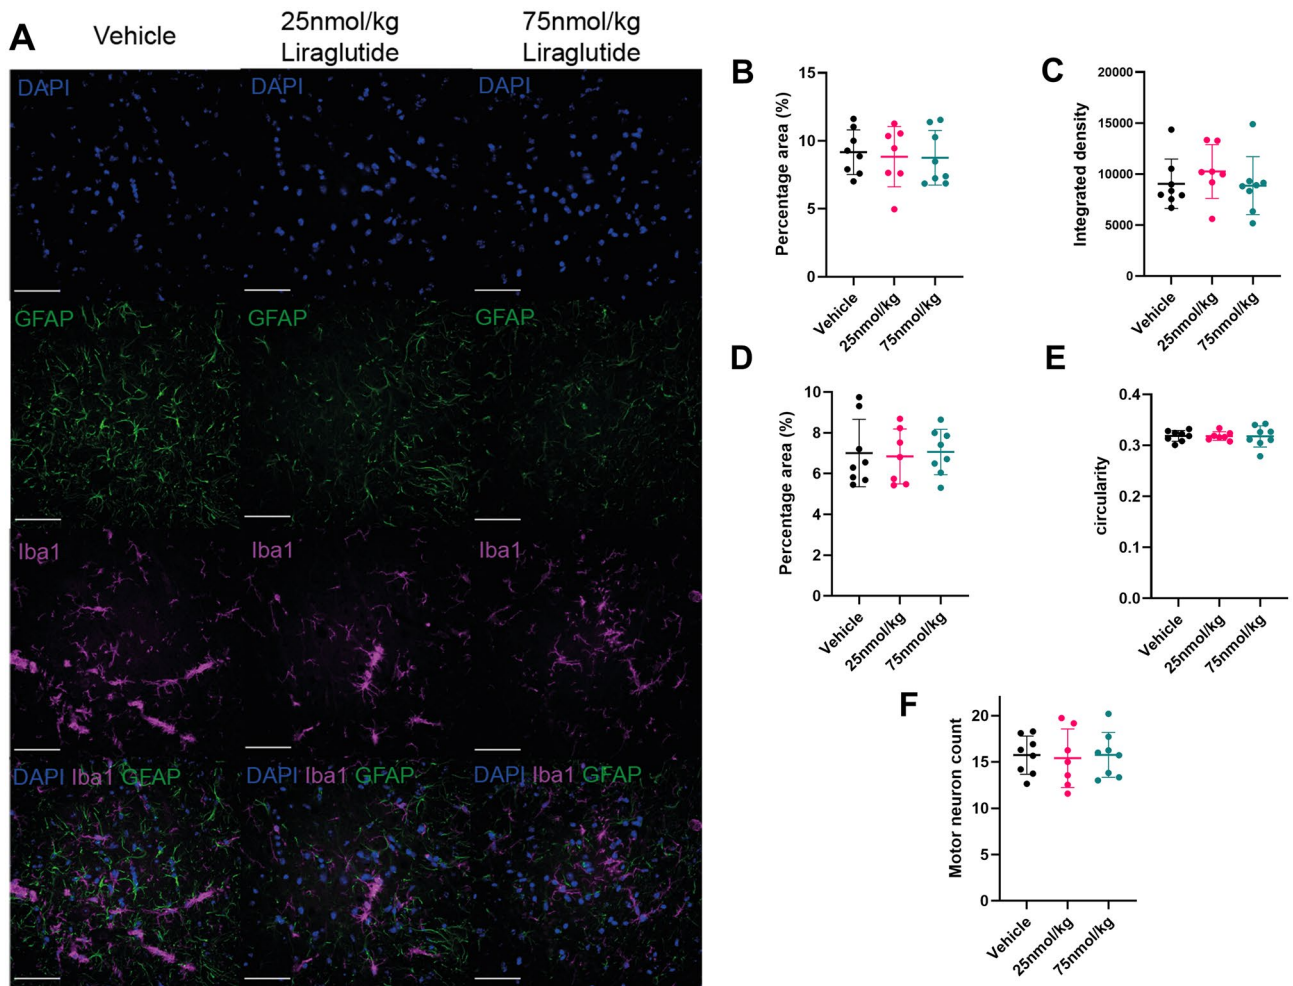 A
Vehicle
25nmol/kg
Liraglutide
75nmol/kg
Liraglutide
DAPI
DAPI
DAPI
GFAP
GFAP
GFAP
Iba1
Iba1
Iba1
DAPI Iba1 GFAP
DAPI Iba1 GFAP
DAPI Iba1 GFAP
B
Percentage area (%)
15
10
5
0
Vehicle
25nmol/kg
75nmol/kg
C
Integrated density
20000
15000
10000
5000
0
Vehicle
25nmol/kg
75nmol/kg
D
Percentage area (%)
10
8
6
4
2
0
Vehicle
25nmol/kg
75nmol/kg
E
circularity
0.4
0.3
0.2
0.1
0.0
Vehicle
25nmol/kg
75nmol/kg
F
Motor neuron count
20
15
10
5
0
Vehicle
25nmol/kg
75nmol/kg